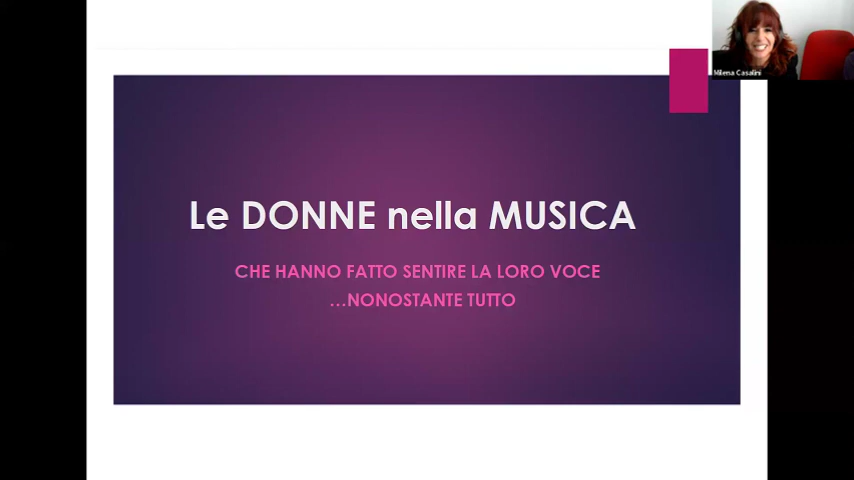 Milena Casalini
Le DONNE nella MUSICA
CHE HANNO FATTO SENTIRE LA LORO VOCE
...NONOSTANTE TUTTO